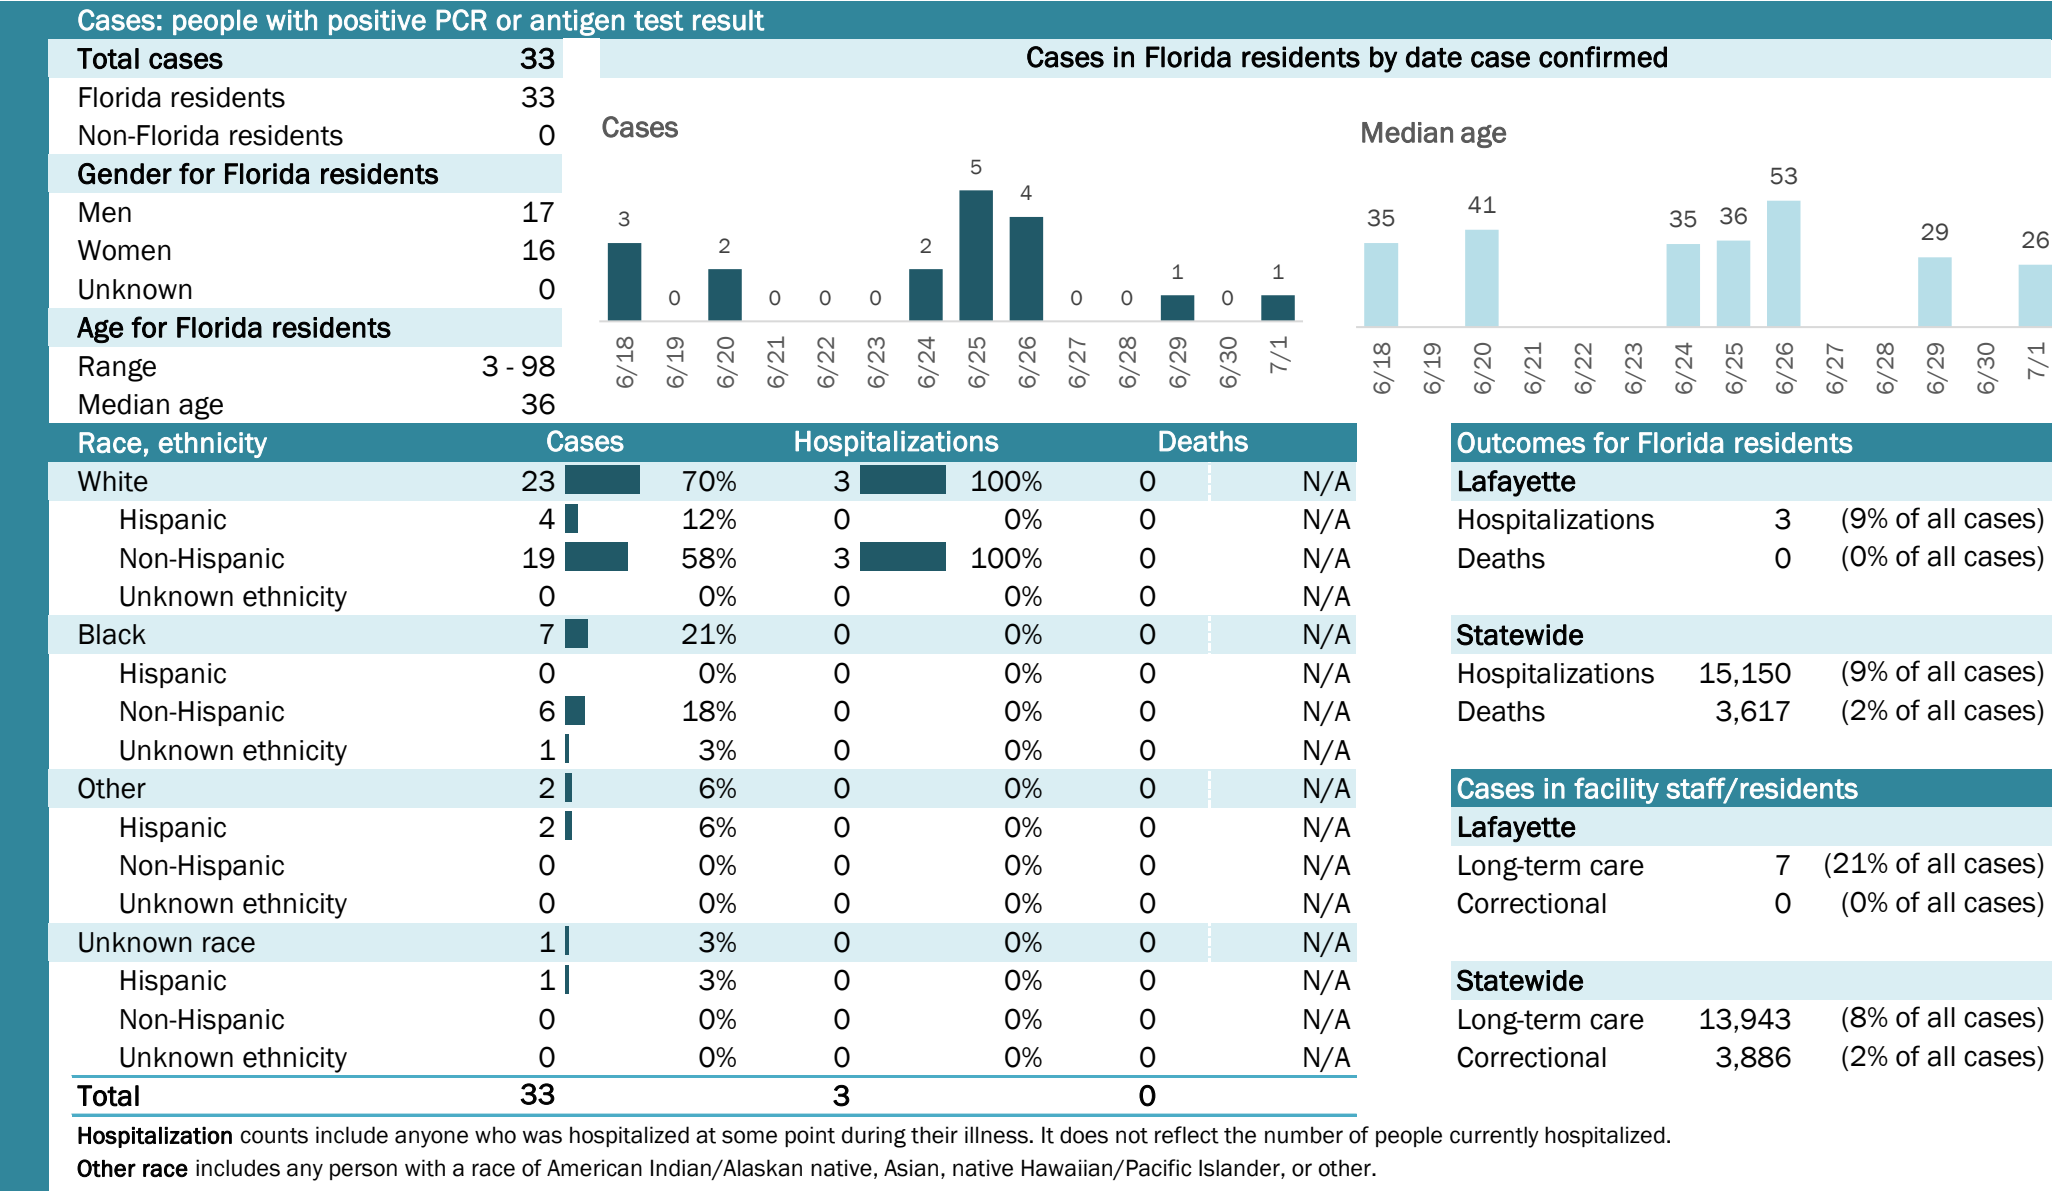 Cases: people with positive PCR or antigen test result
Total cases 33
Florida residents 33
Non-Florida residents 0
Gender for Florida residents
Men 17
Women 16
Unknown 0
Age for Florida residents
Range 3 - 98
Median age 36
Cases in Florida residents by date case confirmed
Cases
3 0 2 0 0 0 2 5 4 0 0 1 0 1
6/18 6/19 6/20 6/21 6/22 6/23 6/24 6/25 6/26 6/27 6/28 6/29 6/30 7/1
Median age
35 41 35 36 53 29 26
6/18 6/19 6/20 6/21 6/22 6/23 6/24 6/25 6/26 6/27 6/28 6/29 6/30 7/1
Race, ethnicity Cases Hospitalizations Deaths
White 23 70% 3 100% 0 N/A
Hispanic 4 12% 0 0% 0 N/A
Non-Hispanic 19 58% 3 100% 0 N/A
Unknown ethnicity 0 0% 0 0% 0 N/A
Black 7 21% 0 0% 0 N/A
Hispanic 0 0% 0 0% 0 N/A
Non-Hispanic 6 18% 0 0% 0 N/A
Unknown ethnicity 1 3% 0 0% 0 N/A
Other 2 6% 0 0% 0 N/A
Hispanic 2 6% 0 0% 0 N/A
Non-Hispanic 0 0% 0 0% 0 N/A
Unknown ethnicity 0 0% 0 0% 0 N/A
Unknown race 1 3% 0 0% 0 N/A
Hispanic 1 3% 0 0% 0 N/A
Non-Hispanic 0 0% 0 0% 0 N/A
Unknown ethnicity 0 0% 0 0% 0 N/A
Total 33 3 0
Outcomes for Florida residents
Lafayette
Hospitalizations 3 (9% of all cases)
Deaths 0 (0% of all cases)
Statewide
Hospitalizations 15,150 (9% of all cases)
Deaths 3,617 (2% of all cases)
Cases in facility staff/residents
Lafayette
Long-term care 7 (21% of all cases)
Correctional 0 (0% of all cases)
Statewide
Long-term care 13,943 (8% of all cases)
Correctional 3,886 (2% of all cases)
Hospitalization counts include anyone who was hospitalized at some point during their illness. It does not reflect the number of people currently hospitalized.
Other race includes any person with a race of American Indian/Alaskan native, Asian, native Hawaiian/Pacific Islander, or other.